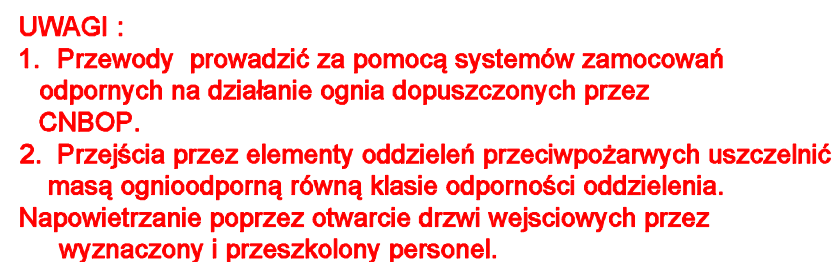 UWAGI :
1. Przewody prowadzić za pomocą systemów zamocowań
odpornych na działanie ognia dopuszczonych przez
CNBOP.
2. Przejścia przez elementy oddzieleń przeciwpożarwych uszczelnić
masą ognioodporną równą klasie odporności oddzielenia.
Napowietrzanie poprzez otwarcie drzwi wejsciowych przez
wyznaczony i przeszkolony personel.